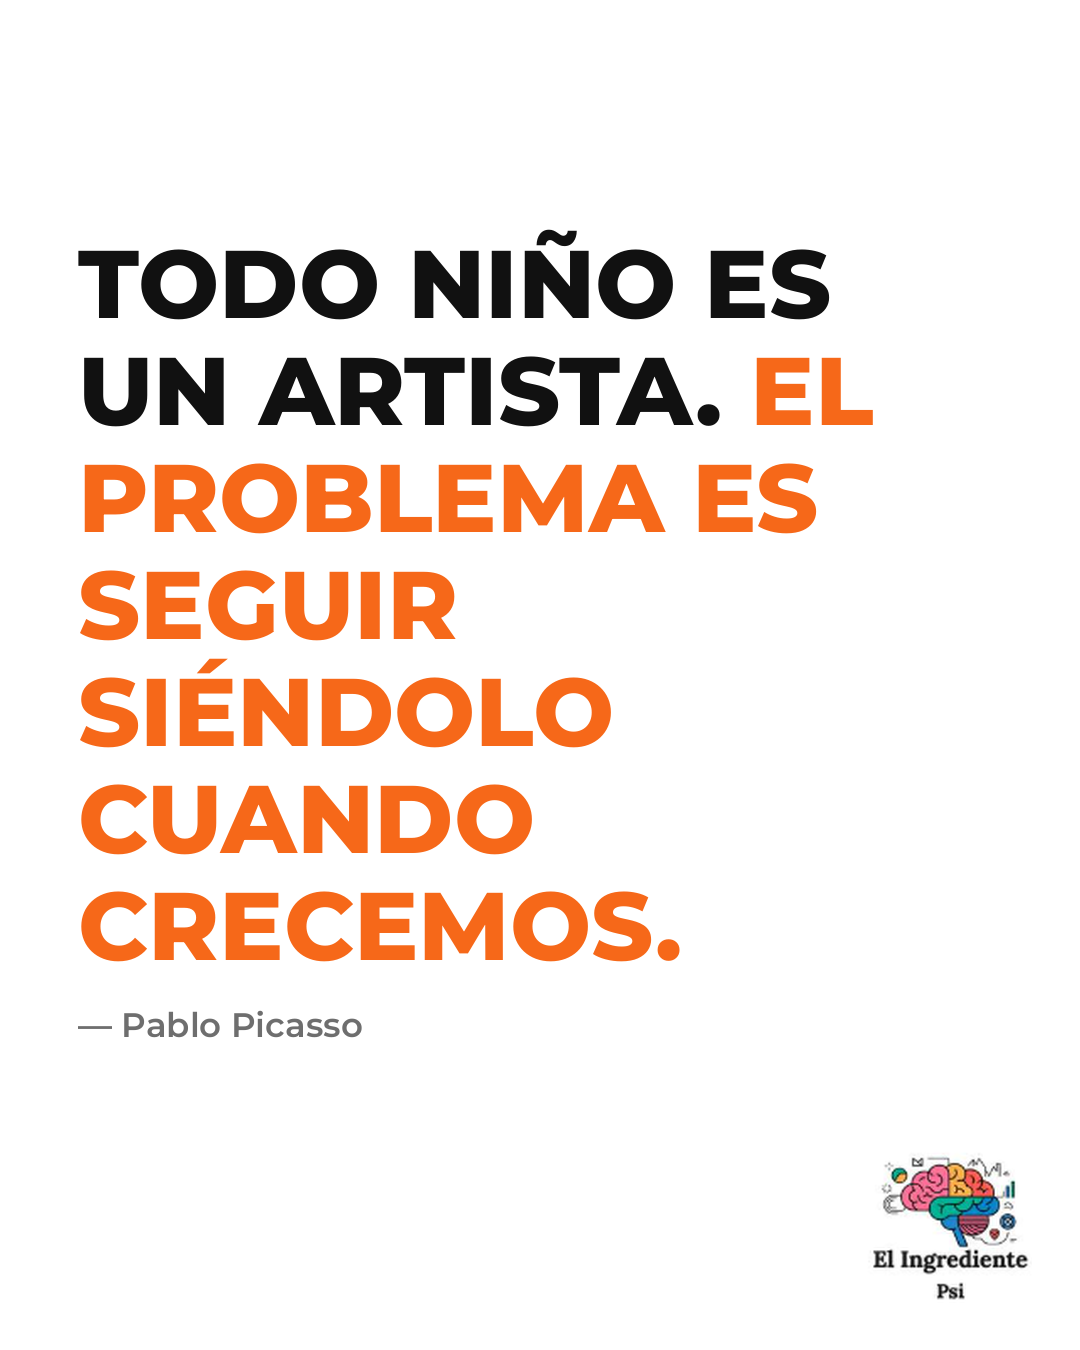 TODO NIÑO ES
UN ARTISTA. EL
PROBLEMA ES
SEGUIR
SIÉNDOLO
CUANDO
CRECEMOS.
— Pablo Picasso
El Ingrediente
Psi